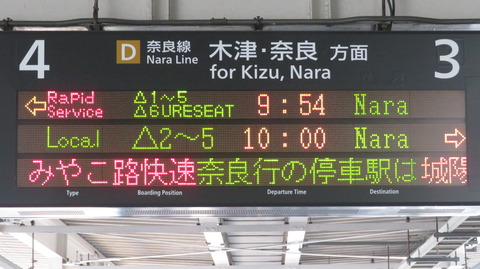 4
D 奈良線
Nara Line
木津・奈良 方面
for Kizu, Nara
3
Rapid Service △1~5 △6URESEAT 9:54 Nara
Local △2~5 10:00 Nara
みやこ路快速奈良行の停車駅は 城陽
Type Boarding Position Departure Time Destination